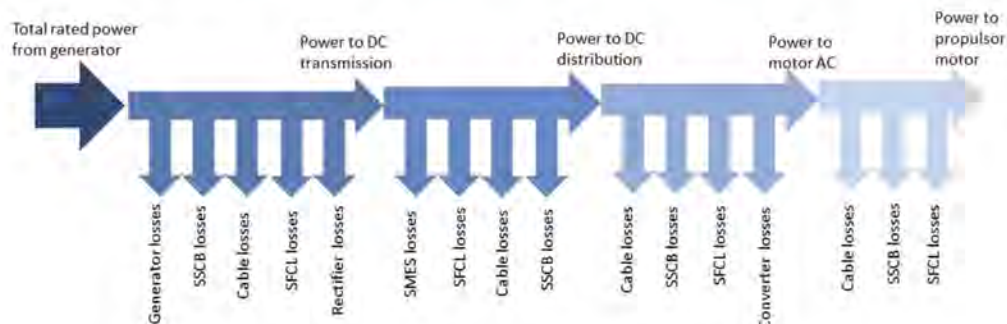 Total rated power
from generator
Power to DC
transmission
Power to DC
distribution
Power to
motor AC
Power to
propulsor
motor
Generator losses
SSCB losses
Cable losses
SFCL losses
Rectifier losses
SMES losses
SFCL losses
Cable losses
SSCB losses
Cable losses
SSCB losses
SFCL losses
Converter losses
Cable losses
SSCB losses
SFCL losses